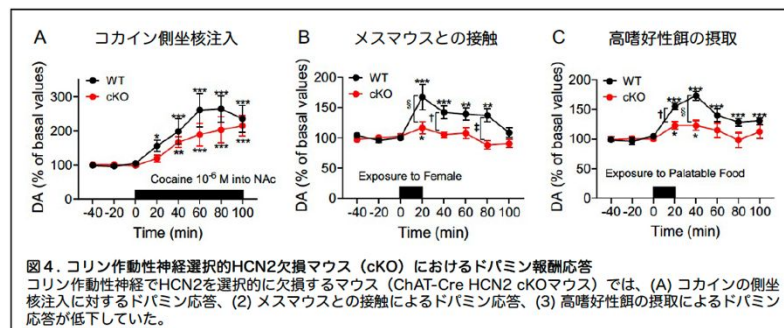 A コカイン側坐核注入
WT
cKO
DA (% of basal values)
300
200
100
* *** *** *** ***
** *** *** ***
Cocaine 10-6 M into NAc
-40 -20 0 20 40 60 80 100
Time (min)
B メスマウスとの接触
WT
cKO
DA (% of basal values)
200
150
100
50
0
*** *** ** **
§ † ‡
*
Exposure to Female
-40 -20 0 20 40 60 80 100
Time (min)
C 高嗜好性餌の摂取
WT
cKO
DA (% of basal values)
200
150
100
50
0
*** *** *** ** **
† §
* *
Exposure to Palatable Food
-40 -20 0 20 40 60 80 100
Time (min)
図４. コリン作動性神経選択的HCN2欠損マウス（cKO）におけるドパミン報酬応答
コリン作動性神経でHCN2を選択的に欠損するマウス（ChAT-Cre HCN2 cKOマウス）では、(A) コカインの側坐
核注入に対するドパミン応答、(2) メスマウスとの接触によるドパミン応答、(3) 高嗜好性餌の摂取によるドパミン
応答が低下していた。